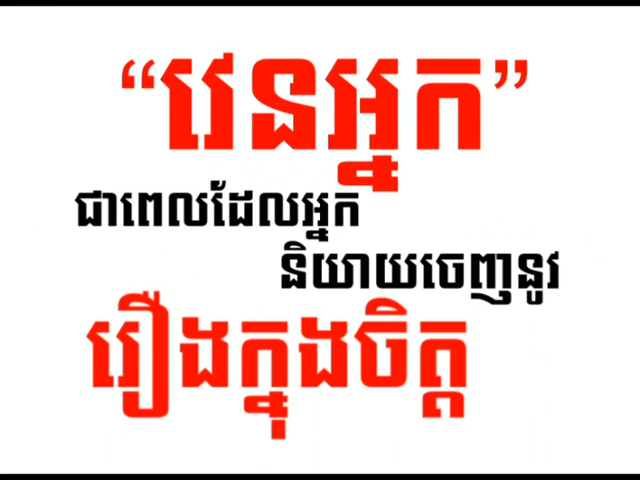 “វេនអ្នក”
ជាពេលដែលអ្នក
និយាយចេញនូវ
រឿងក្នុងចិត្ត